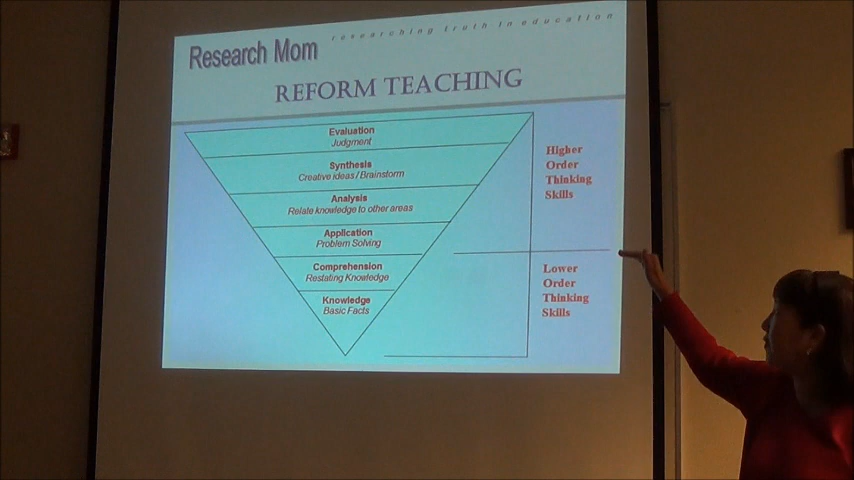 researching truth in education
Research Mom
REFORM TEACHING
Evaluation
Judgment
Synthesis
Creative ideas / Brainstorm
Analysis
Relate knowledge to other areas
Application
Problem Solving
Comprehension
Restating Knowledge
Knowledge
Basic Facts
Higher
Order
Thinking
Skills
Lower
Order
Thinking
Skills